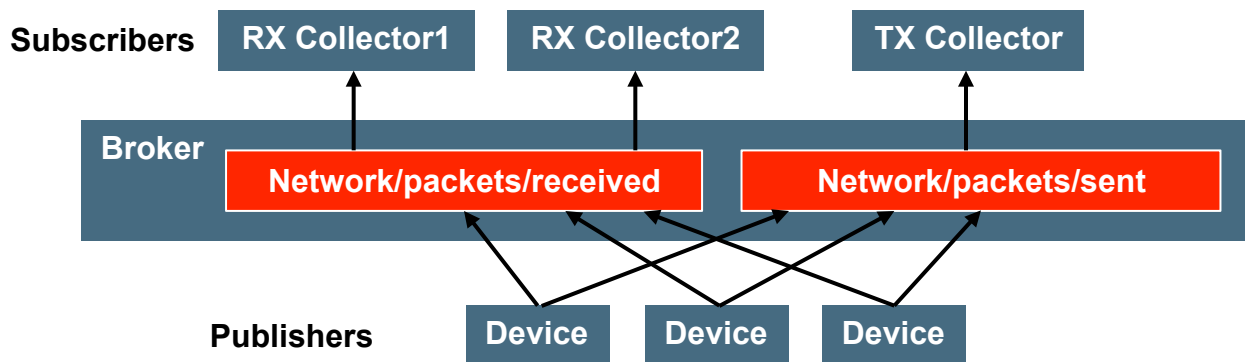 Subscribers RX Collector1 RX Collector2 TX Collector
Broker
Network/packets/received Network/packets/sent
Publishers Device Device Device